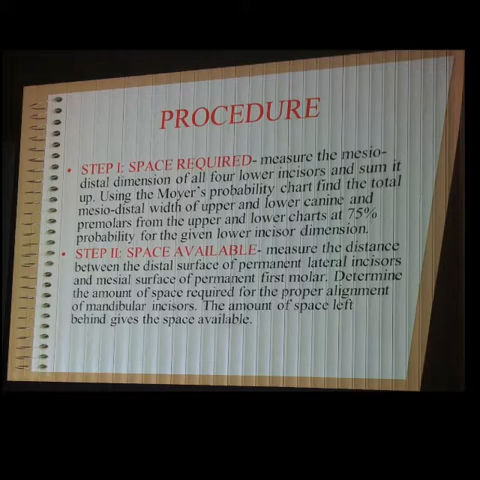 PROCEDURE
• STEP I: SPACE REQUIRED- measure the mesio-
distal dimension of all four lower incisors and sum it
up. Using the Moyer's probability chart find the total
mesio-distal width of upper and lower canine and
premolars from the upper and lower charts at 75%
probability for the given lower incisor dimension.
• STEP II: SPACE AVAILABLE- measure the distance
between the distal surface of permanent lateral incisors
and mesial surface of permanent first molar. Determine
the amount of space required for the proper alignment
of mandibular incisors. The amount of space left
behind gives the space available.